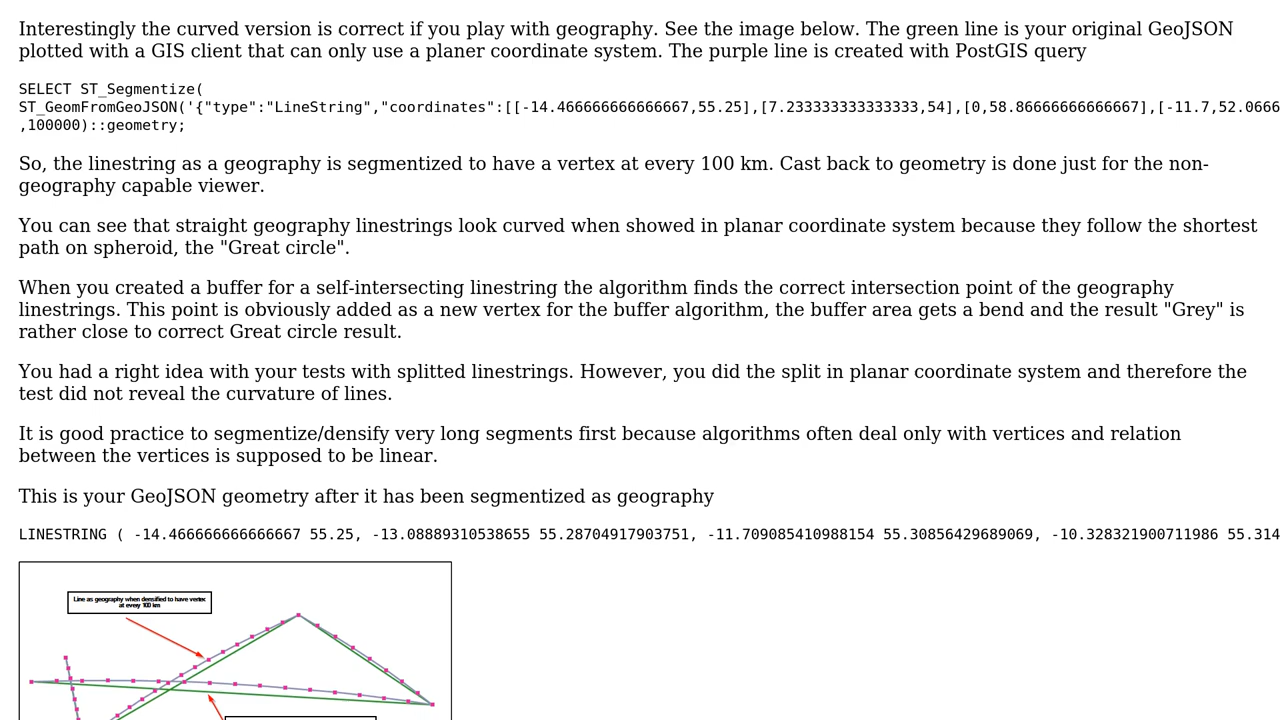 Interestingly the curved version is correct if you play with geography. See the image below. The green line is your original GeoJSON
plotted with a GIS client that can only use a planer coordinate system. The purple line is created with PostGIS query
SELECT ST_Segmentize(
ST_GeomFromGeoJSON('{"type":"LineString","coordinates":[[-14.466666666666667,55.25],[7.233333333333333,54],[0,58.86666666666667],[-11.7,52.0666
,100000)::geometry;
So, the linestring as a geography is segmentized to have a vertex at every 100 km. Cast back to geometry is done just for the non-
geography capable viewer.
You can see that straight geography linestrings look curved when showed in planar coordinate system because they follow the shortest
path on spheroid, the "Great circle".
When you created a buffer for a self-intersecting linestring the algorithm finds the correct intersection point of the geography
linestrings. This point is obviously added as a new vertex for the buffer algorithm, the buffer area gets a bend and the result "Grey" is
rather close to correct Great circle result.
You had a right idea with your tests with splitted linestrings. However, you did the split in planar coordinate system and therefore the
test did not reveal the curvature of lines.
It is good practice to segmentize/densify very long segments first because algorithms often deal only with vertices and relation
between the vertices is supposed to be linear.
This is your GeoJSON geometry after it has been segmentized as geography
LINESTRING ( -14.466666666666667 55.25, -13.08889310538655 55.28704917903751, -11.709085410988154 55.30856429689069, -10.328321900711986 55.314
Line as geography when densified to have vertex
at every 100 km